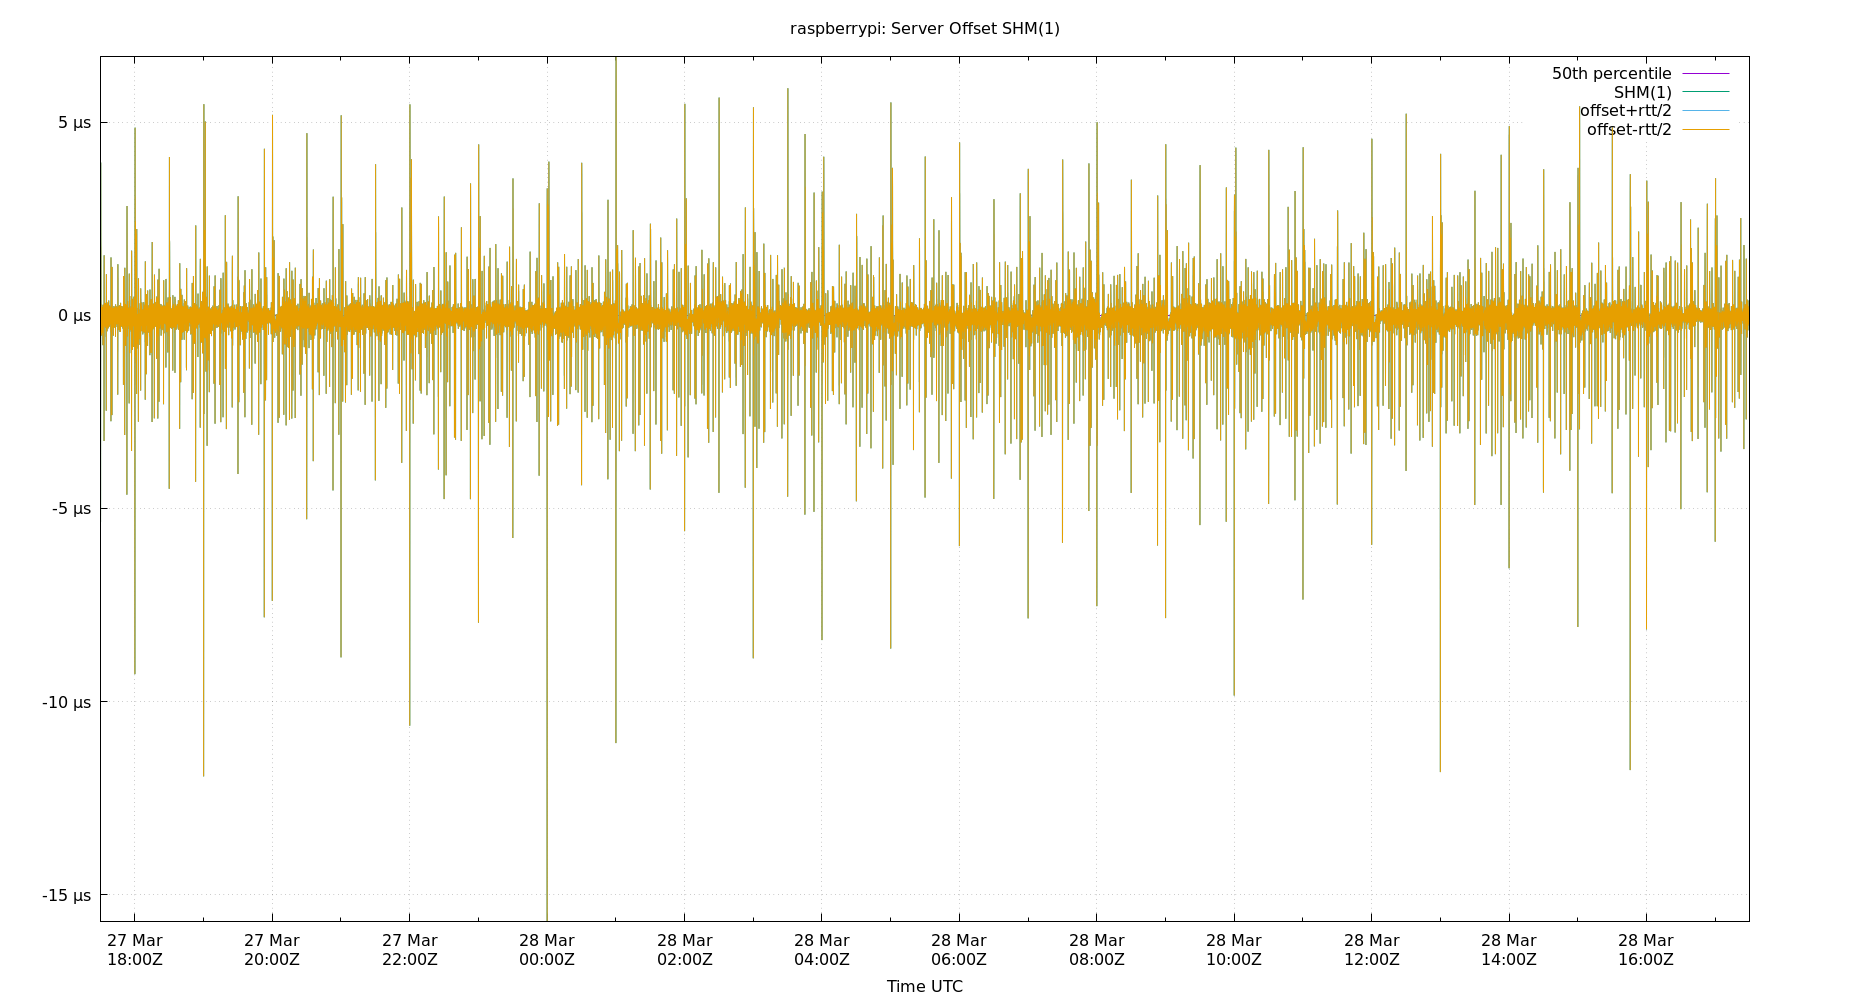 raspberrypi: Server Offset SHM(1)
50th percentile
SHM(1)
offset+rtt/2
offset-rtt/2
5 µs
0 µs
-5 µs
-10 µs
-15 µs
27 Mar 27 Mar 27 Mar 28 Mar 28 Mar 28 Mar 28 Mar 28 Mar 28 Mar 28 Mar 28 Mar 28 Mar
18:00Z 20:00Z 22:00Z 00:00Z 02:00Z 04:00Z 06:00Z 08:00Z 10:00Z 12:00Z 14:00Z 16:00Z
Time UTC